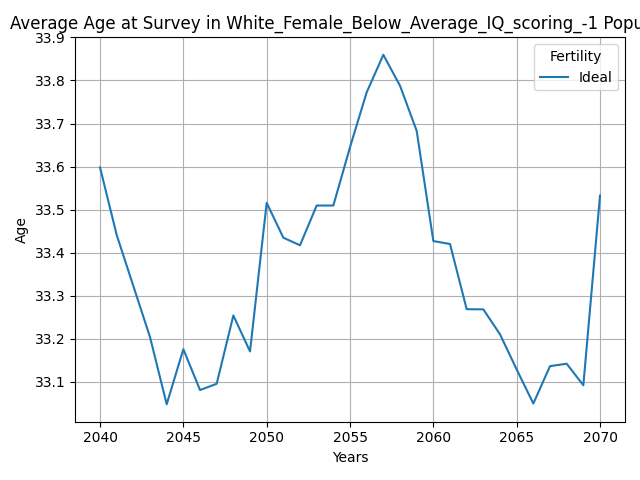 Average Age at Survey in White_Female_Below_Average_IQ_scoring_-1 Popu
33.9
33.8
33.7
33.6
33.5
33.4
33.3
33.2
33.1
Age
Fertility
Ideal
2040 2045 2050 2055 2060 2065 2070
Years